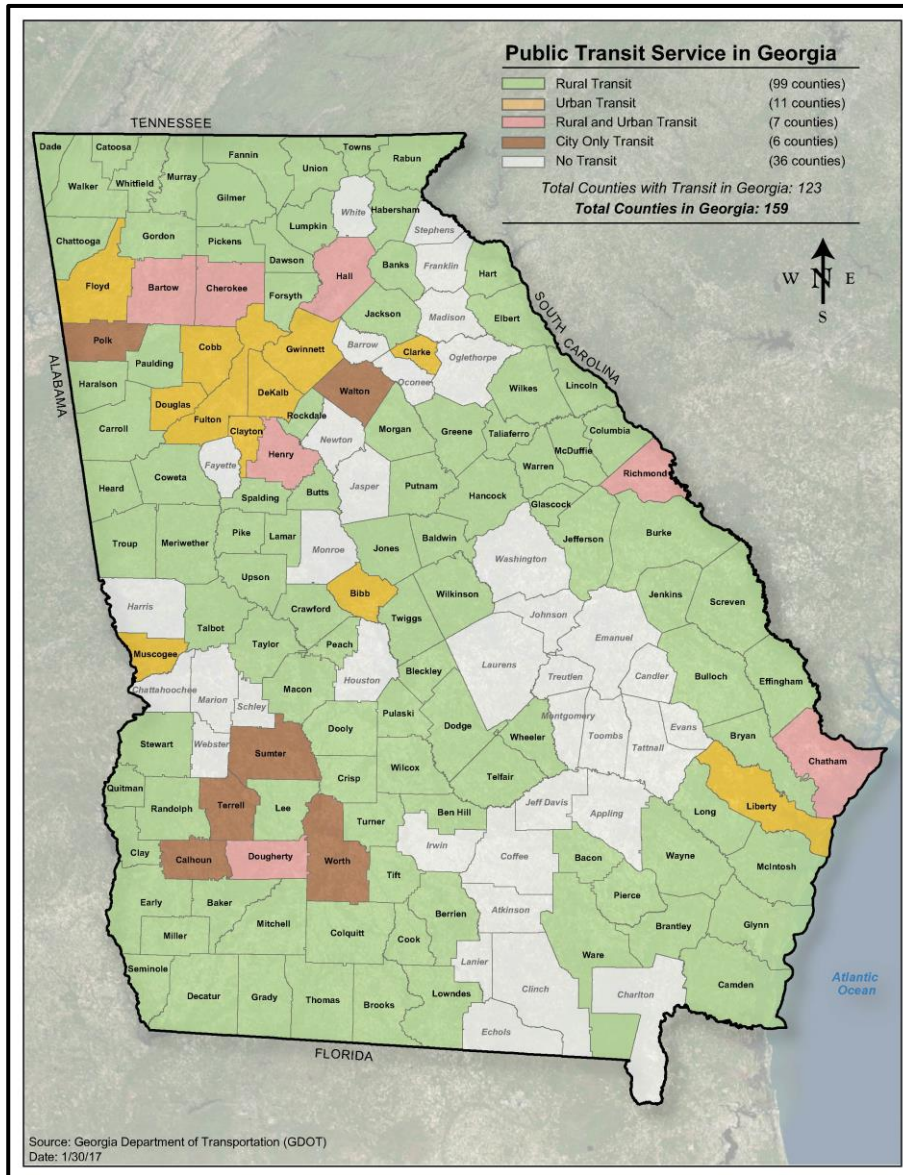 Public Transit Service in Georgia
Rural Transit (99 counties)
Urban Transit (11 counties)
Rural and Urban Transit (7 counties)
City Only Transit (6 counties)
No Transit (36 counties)
Total Counties with Transit in Georgia: 123
Total Counties in Georgia: 159
N
W E
S
TENNESSEE
ALABAMA
SOUTH CAROLINA
FLORIDA
Atlantic
Ocean
Dade
Catoosa
Walker
Whitfield
Murray
Fannin
Gilmer
Union
Towns
Rabun
White
Habersham
Stephens
Lumpkin
Chattooga
Gordon
Pickens
Dawson
Hall
Banks
Franklin
Hart
Floyd
Bartow
Cherokee
Forsyth
Jackson
Madison
Elbert
Polk
Paulding
Cobb
Gwinnett
Barrow
Clarke
Oconee
Oglethorpe
Wilkes
Lincoln
Haralson
Douglas
Fulton
DeKalb
Rockdale
Walton
Morgan
Greene
Taliaferro
McDuffie
Columbia
Carroll
Clayton
Henry
Newton
Fayette
Coweta
Heard
Spalding
Butts
Jasper
Putnam
Hancock
Warren
Glascock
Richmond
Troup
Meriwether
Pike
Lamar
Monroe
Jones
Baldwin
Washington
Jefferson
Burke
Upson
Harris
Talbot
Crawford
Bibb
Twiggs
Wilkinson
Johnson
Jenkins
Screven
Muscogee
Taylor
Peach
Houston
Bleckley
Laurens
Treutlen
Emanuel
Candler
Bulloch
Effingham
Chattahoochee
Marion
Schley
Macon
Webster
Sumter
Dooly
Pulaski
Dodge
Wheeler
Montgomery
Toombs
Tattnall
Evans
Bryan
Chatham
Stewart
Quitman
Randolph
Terrell
Lee
Crisp
Wilcox
Telfair
Turner
Ben Hill
Jeff Davis
Appling
Long
Liberty
Clay
Calhoun
Dougherty
Worth
Tift
Irwin
Coffee
Bacon
Wayne
McIntosh
Early
Baker
Miller
Mitchell
Colquitt
Cook
Berrien
Atkinson
Pierce
Brantley
Glynn
Seminole
Decatur
Grady
Thomas
Brooks
Lowndes
Lanier
Clinch
Echols
Ware
Charlton
Camden
Source: Georgia Department of Transportation (GDOT)
Date: 1/30/17